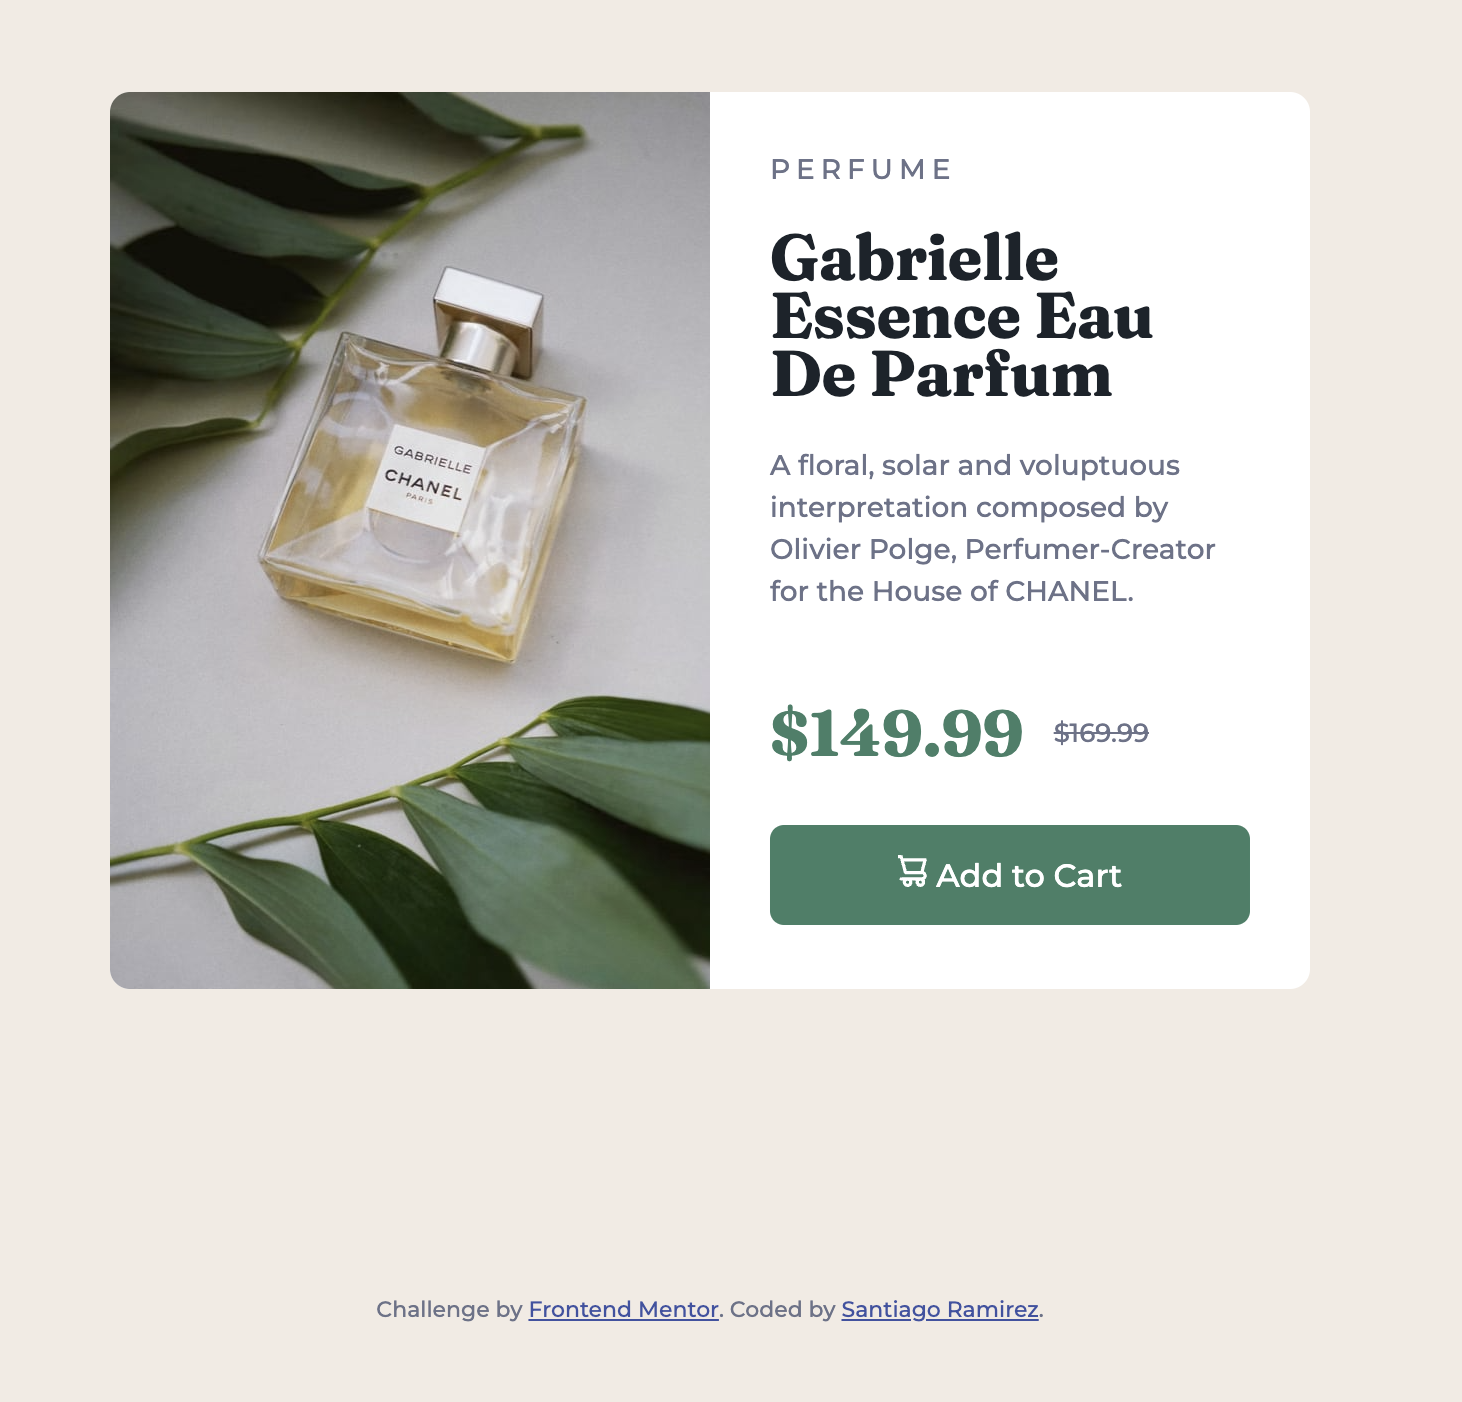 GABRIELLE
CHANEL
PARIS
PERFUME
Gabrielle
Essence Eau
De Parfum
A floral, solar and voluptuous
interpretation composed by
Olivier Polge, Perfumer-Creator
for the House of CHANEL.
$149.99 $169.99
Add to Cart
Challenge by Frontend Mentor. Coded by Santiago Ramirez.